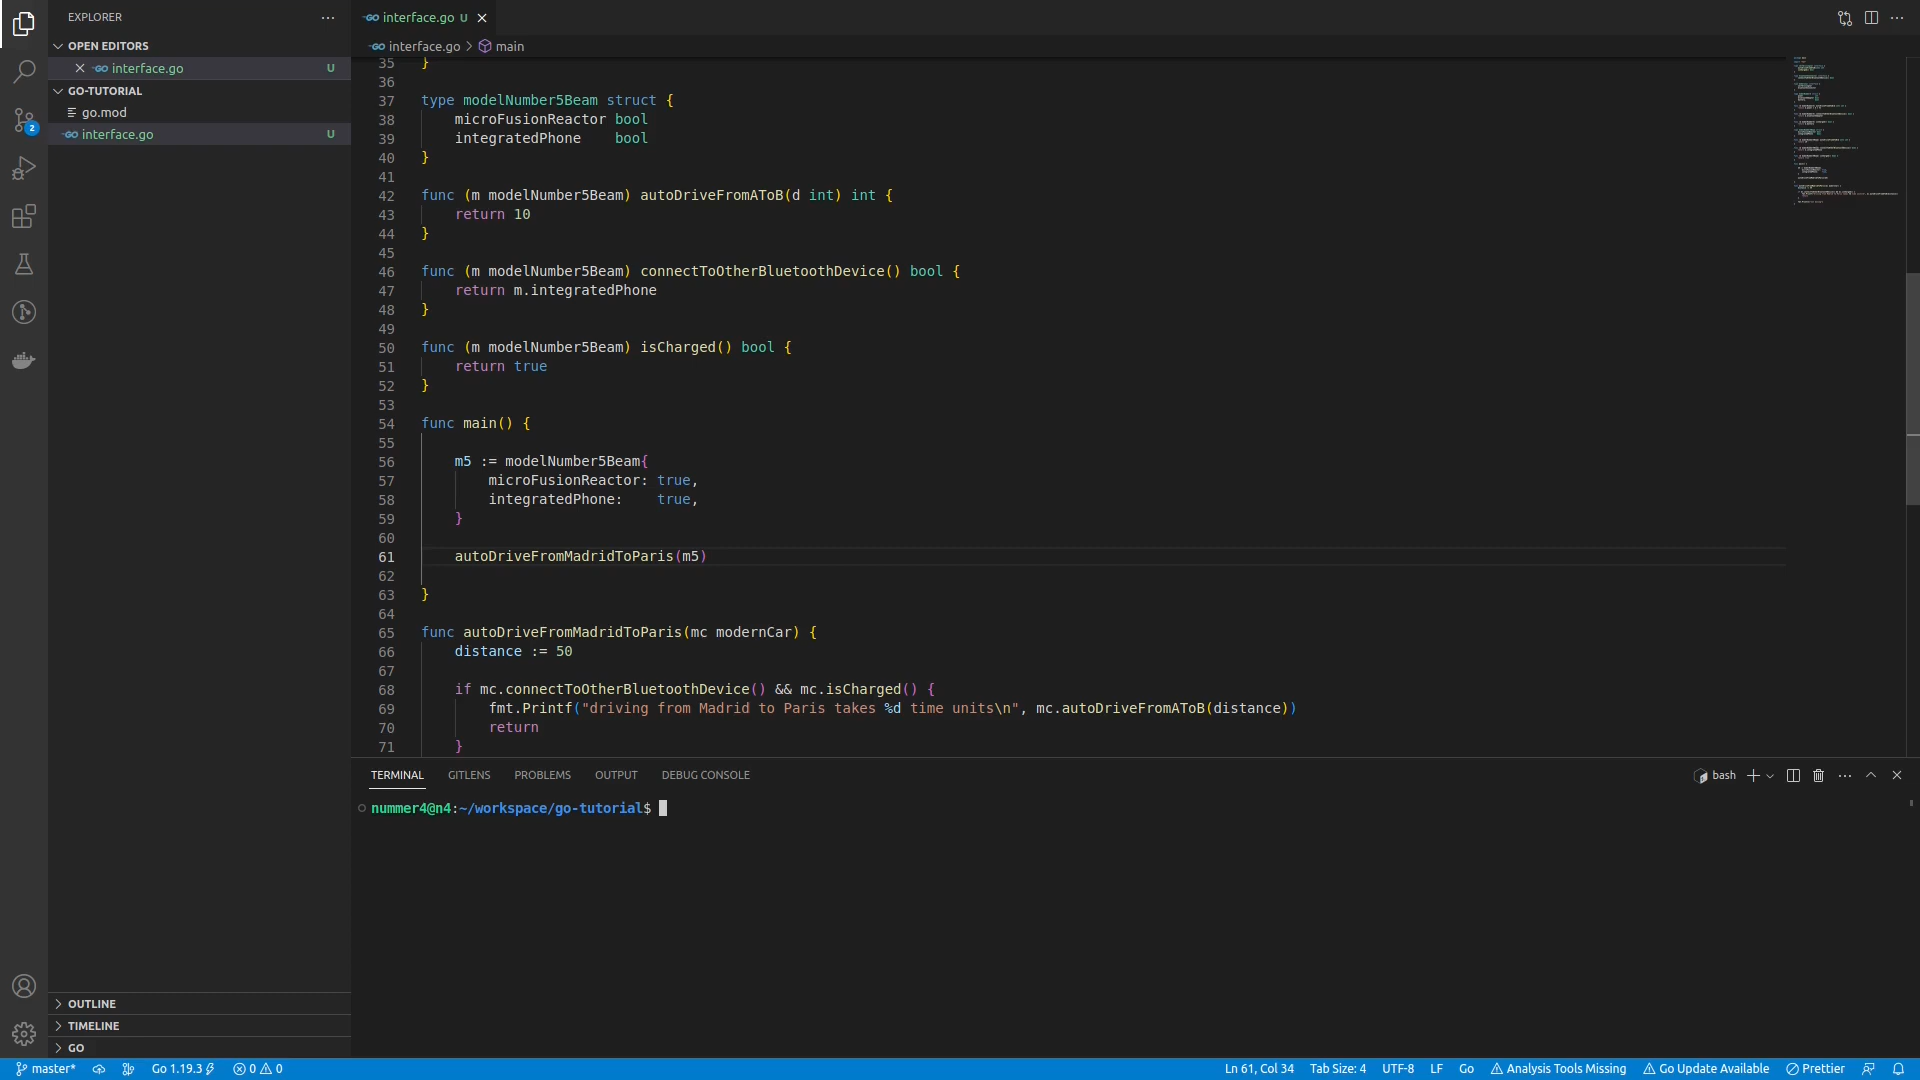 EXPLORER
OPEN EDITORS
interface.go U
GO-TUTORIAL
go.mod
interface.go U
2
OUTLINE
TIMELINE
GO
interface.go U
interface.go > main
35 }
36
37 type modelNumber5Beam struct {
38 microFusionReactor bool
39 integratedPhone bool
40 }
41
42 func (m modelNumber5Beam) autoDriveFromAToB(d int) int {
43 return 10
44 }
45
46 func (m modelNumber5Beam) connectToOtherBluetoothDevice() bool {
47 return m.integratedPhone
48 }
49
50 func (m modelNumber5Beam) isCharged() bool {
51 return true
52 }
53
54 func main() {
55
56 m5 := modelNumber5Beam{
57 microFusionReactor: true,
58 integratedPhone: true,
59 }
60
61 autoDriveFromMadridToParis(m5)
62
63 }
64
65 func autoDriveFromMadridToParis(mc modernCar) {
66 distance := 50
67
68 if mc.connectToOtherBluetoothDevice() && mc.isCharged() {
69 fmt.Printf("driving from Madrid to Paris takes %d time units\n", mc.autoDriveFromAToB(distance))
70 return
71 }
TERMINAL GITLENS PROBLEMS OUTPUT DEBUG CONSOLE bash
nummer4@n4:~/workspace/go-tutorial$
master* Go 1.19.3 0 0 Ln 61, Col 34 Tab Size: 4 UTF-8 LF Go Analysis Tools Missing Go Update Available Prettier